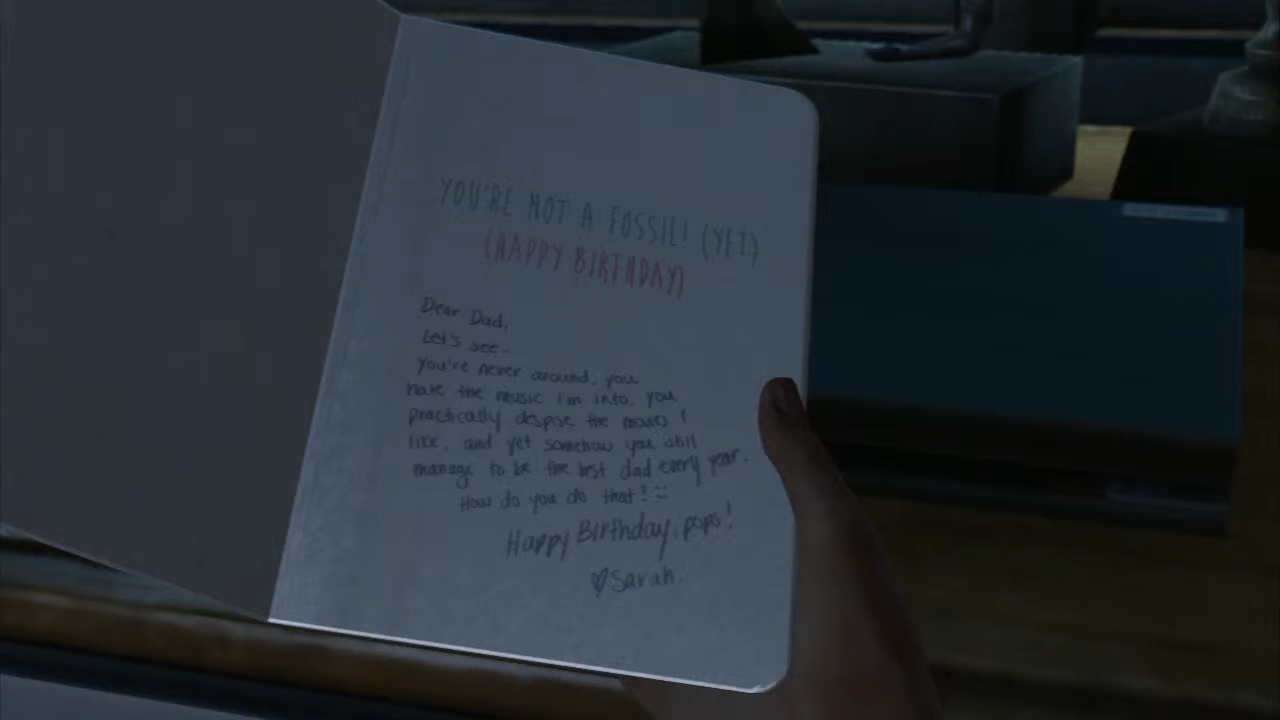 YOU'RE NOT A FOSSIL! (YET)
(HAPPY BIRTHDAY)
Dear Dad,
Let's see.
You're never around, you
hate the music i'm into, you
practically despise the movies I
like, and yet somehow you still
manage to be the best dad every year.
How do you do that! :)
Happy Birthday, pops!
♡Sarah.